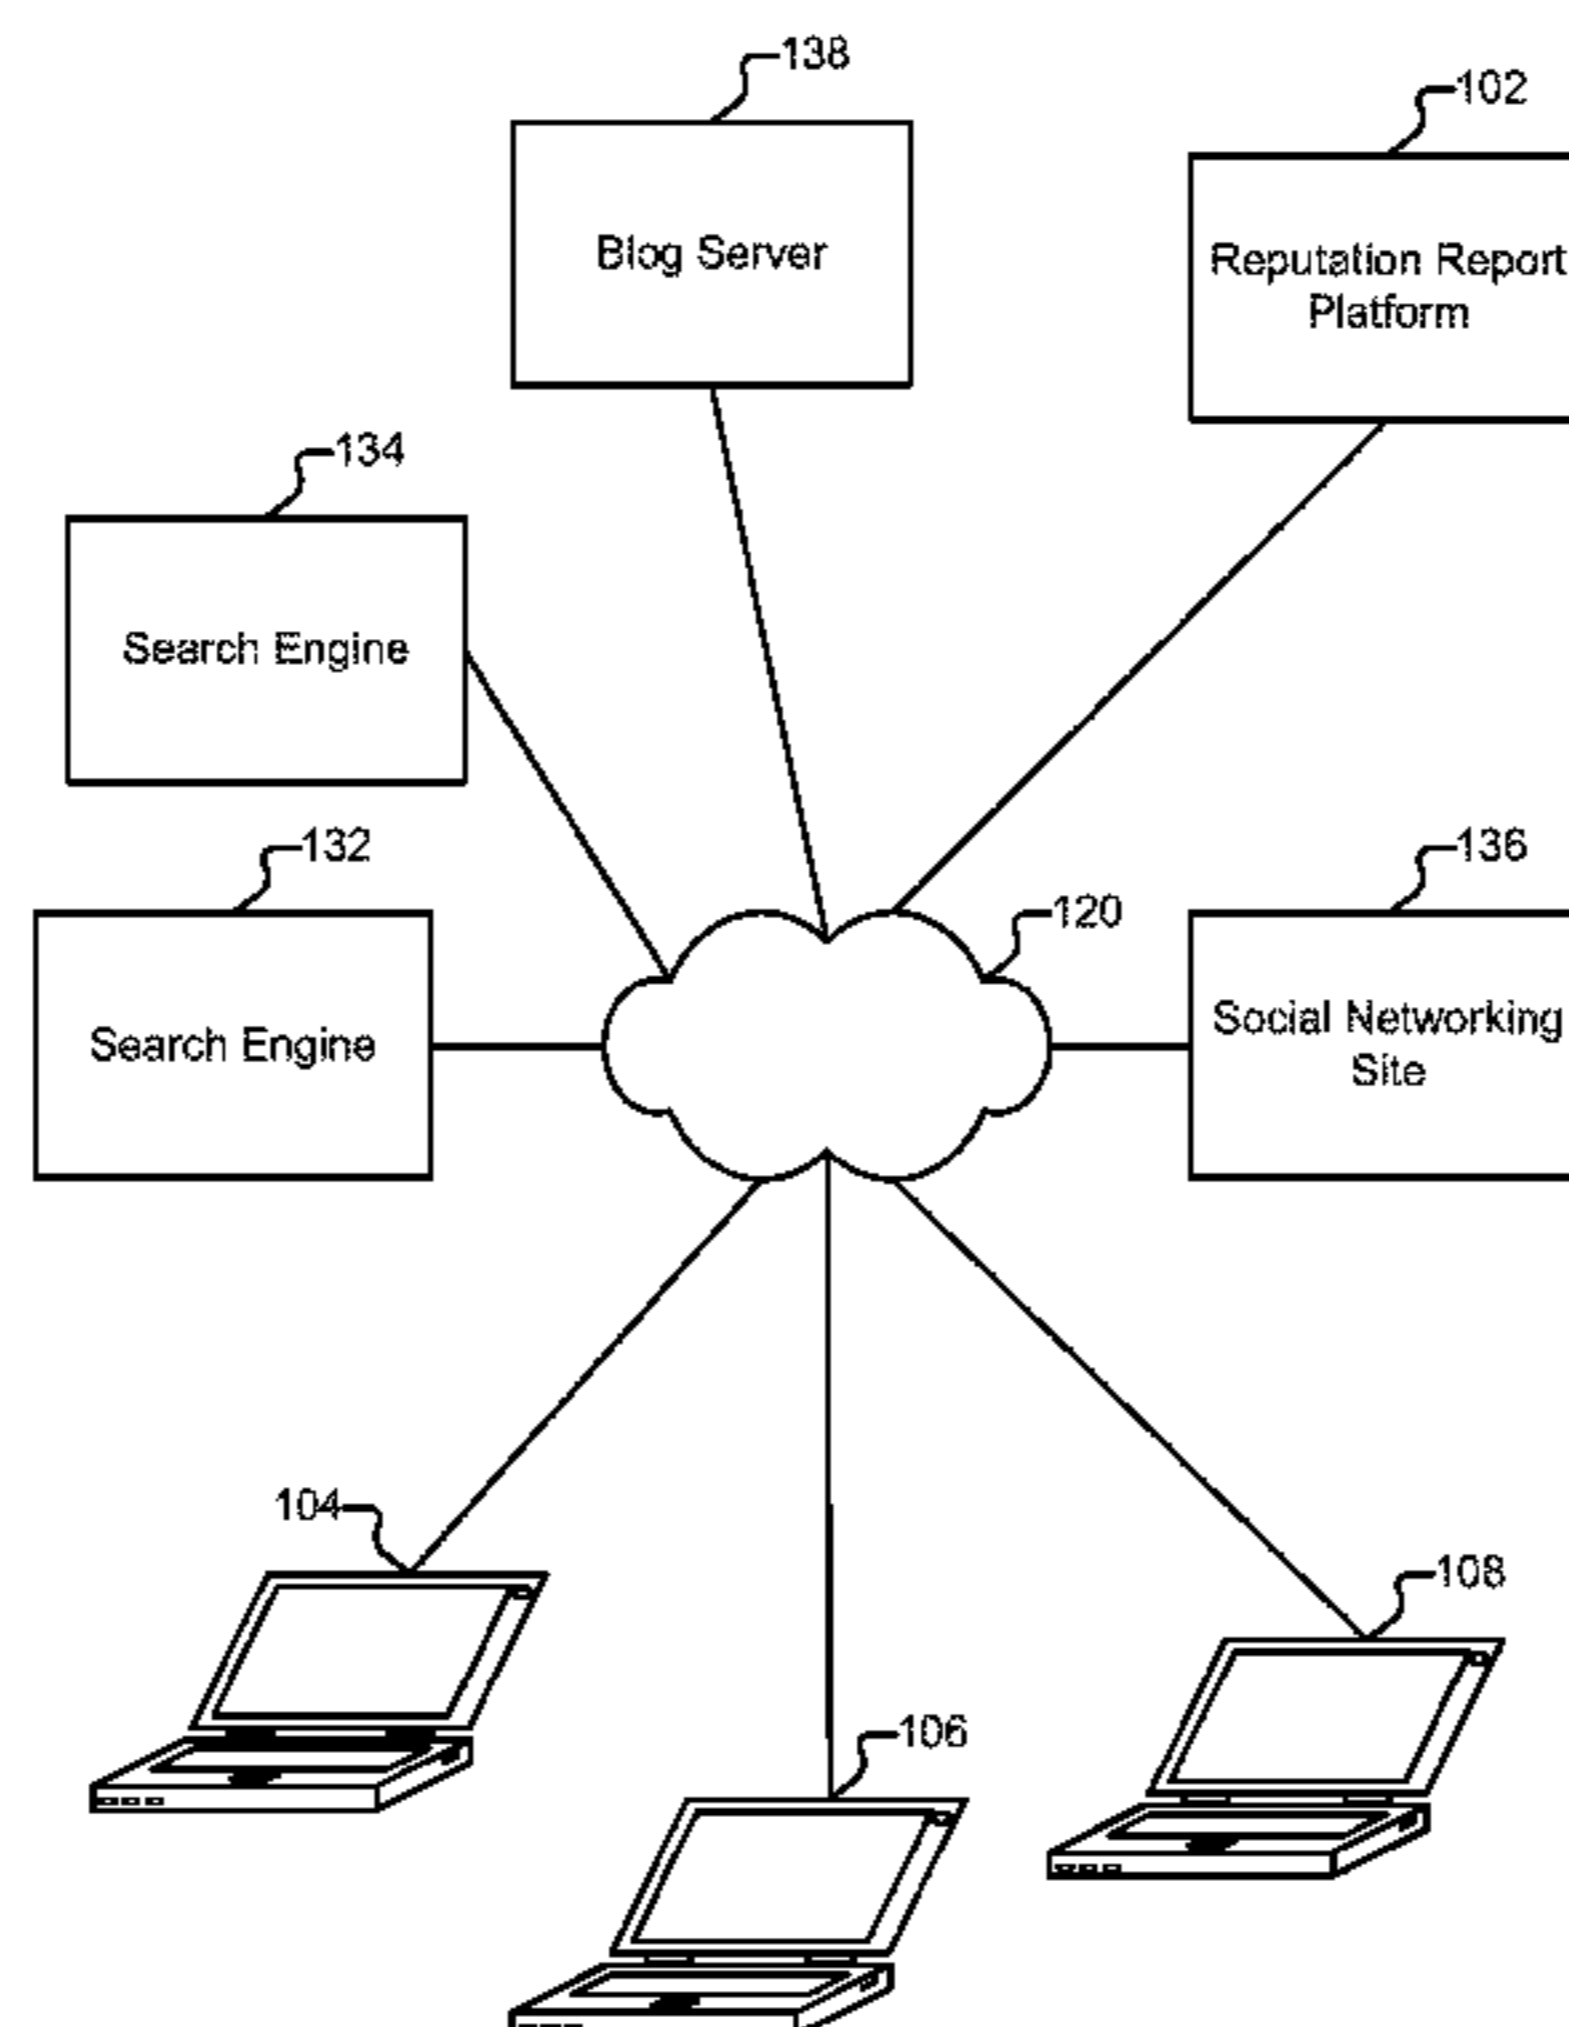 138
102
Blog Server
Reputation Report
Platform
134
Search Engine
132
136
120
Search Engine
Social Networking
Site
104
108
106